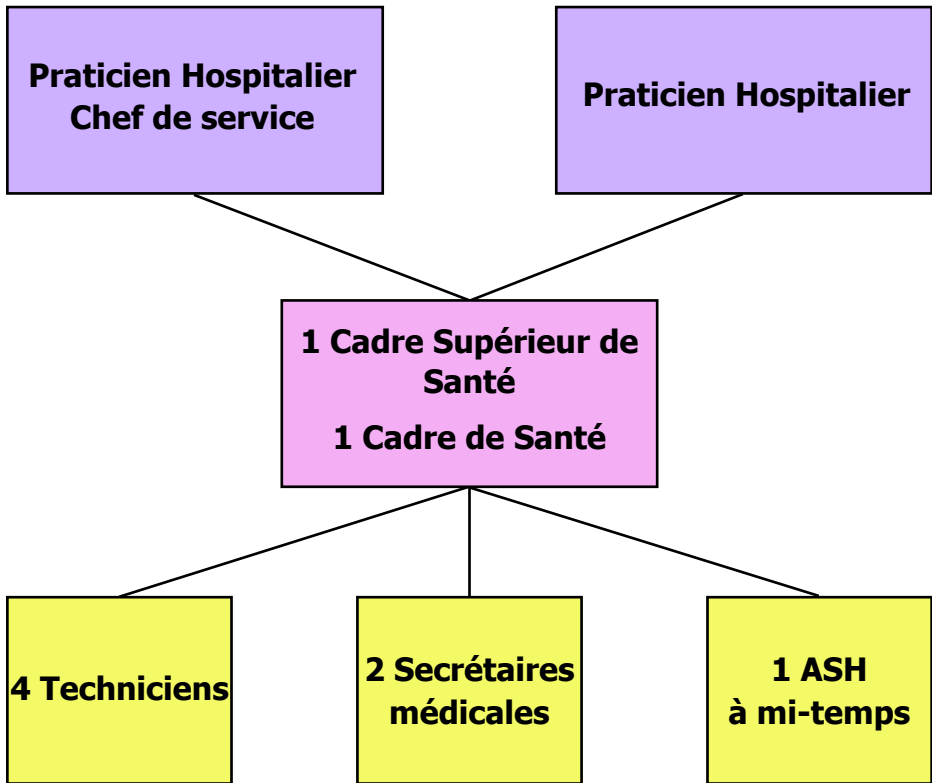 Praticien Hospitalier
Chef de service
Praticien Hospitalier
1 Cadre Supérieur de
Santé
1 Cadre de Santé
4 Techniciens
2 Secrétaires
médicales
1 ASH
à mi-temps